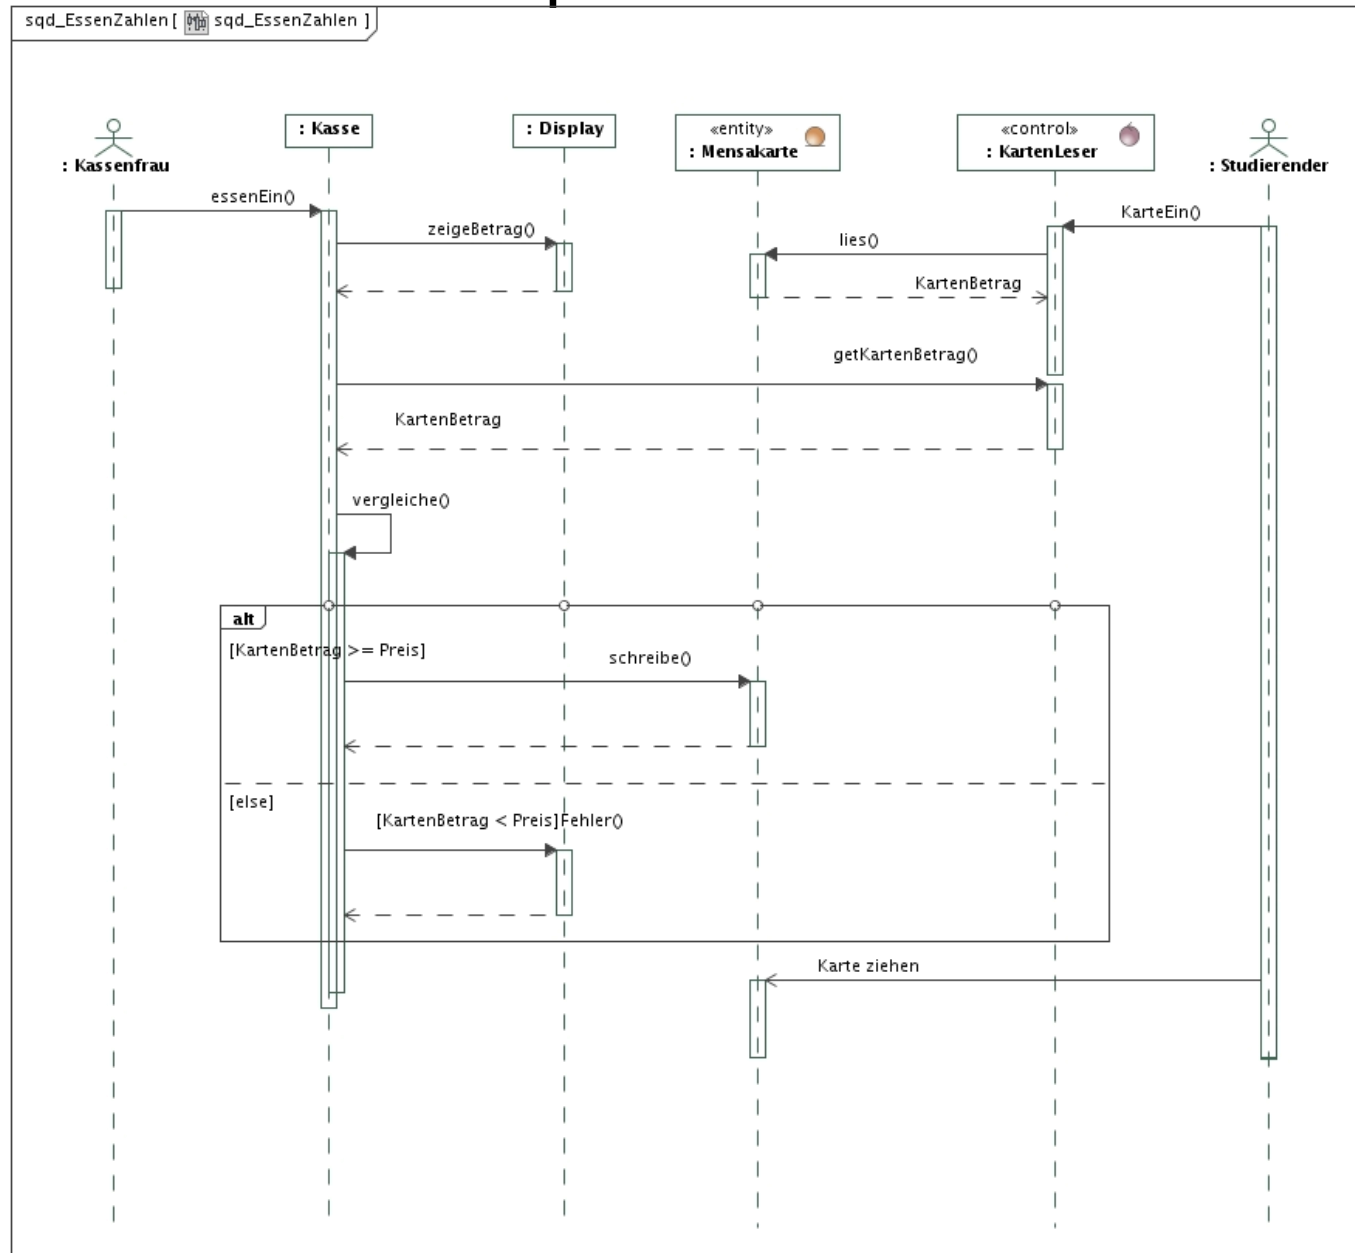 sqd_EssenZahlen [ sqd_EssenZahlen ]
: Kassenfrau
: Kasse
: Display
«entity»
: Mensakarte
«control»
: KartenLeser
: Studierender
essenEin()
KarteEin()
zeigeBetrag()
lies()
KartenBetrag
getKartenBetrag()
KartenBetrag
vergleiche()
alt
[KartenBetrag >= Preis]
schreibe()
[else]
[KartenBetrag < Preis]Fehler()
Karte ziehen